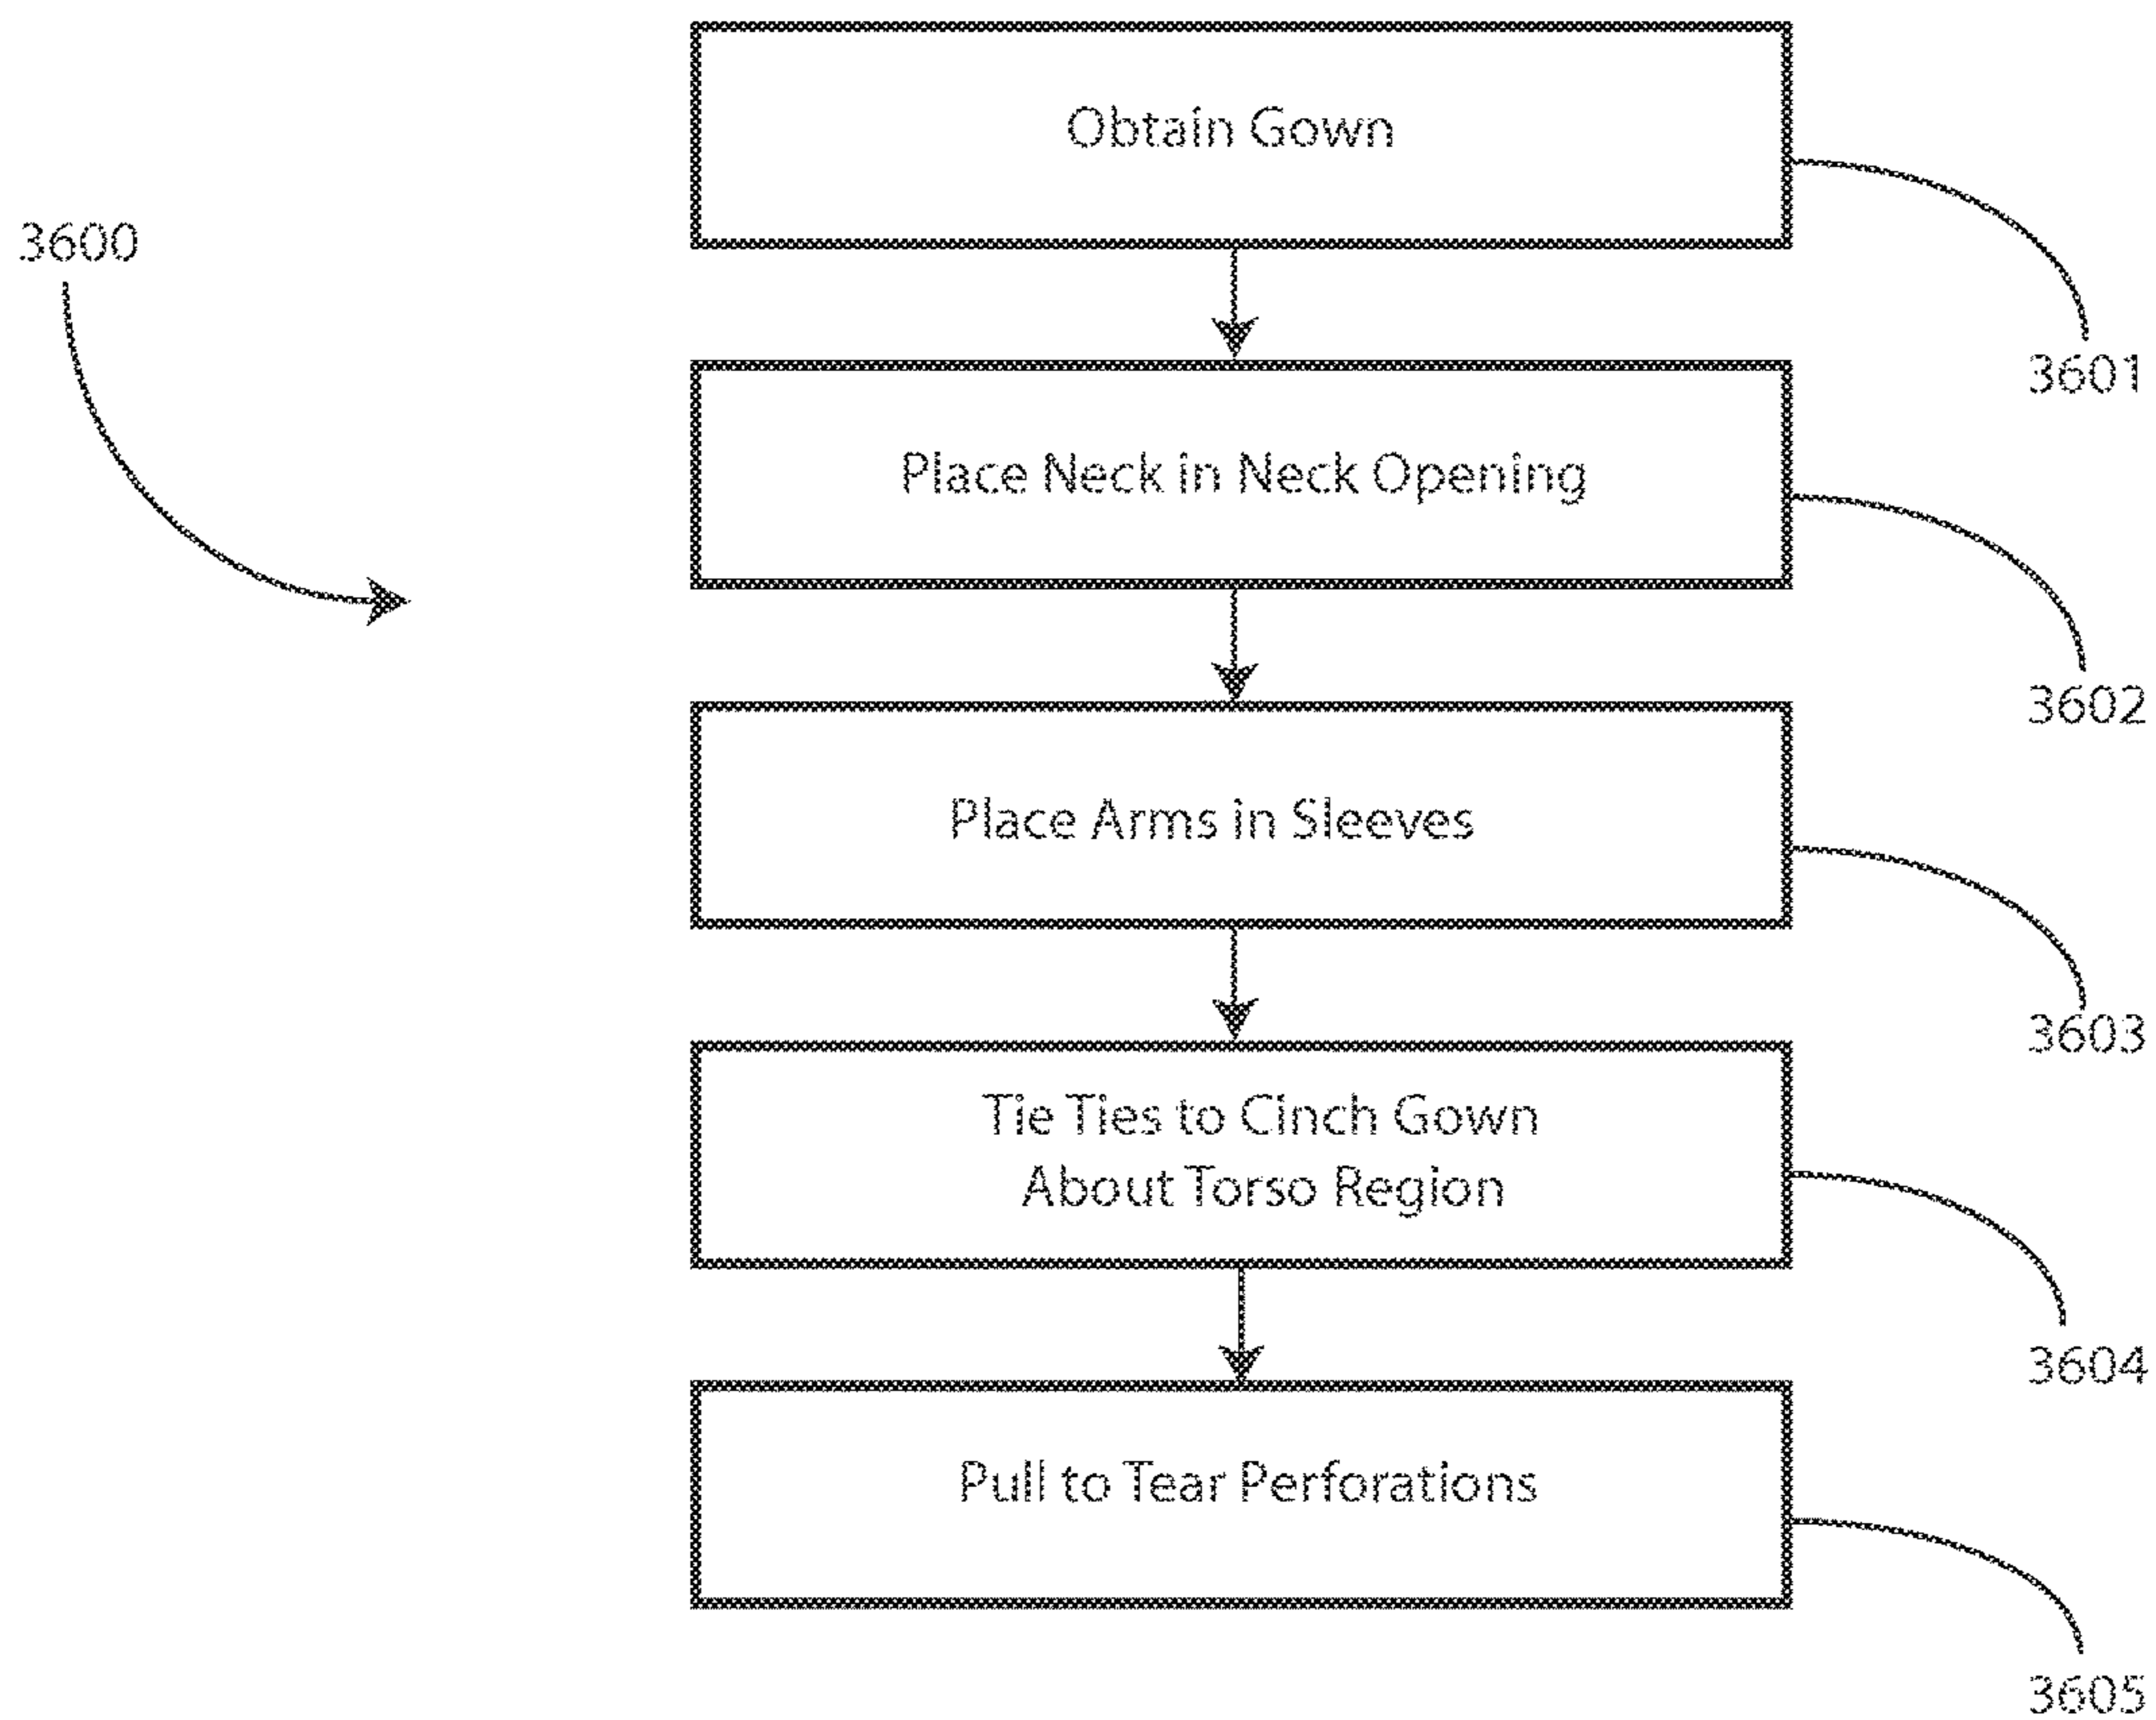 Obtain Gown
3600
3601
Place Neck in Neck Opening
3602
Place Arms in Sleeves
3603
Tie Ties to Cinch Gown
About Torso Region
3604
Pull to Tear Perforations
3605